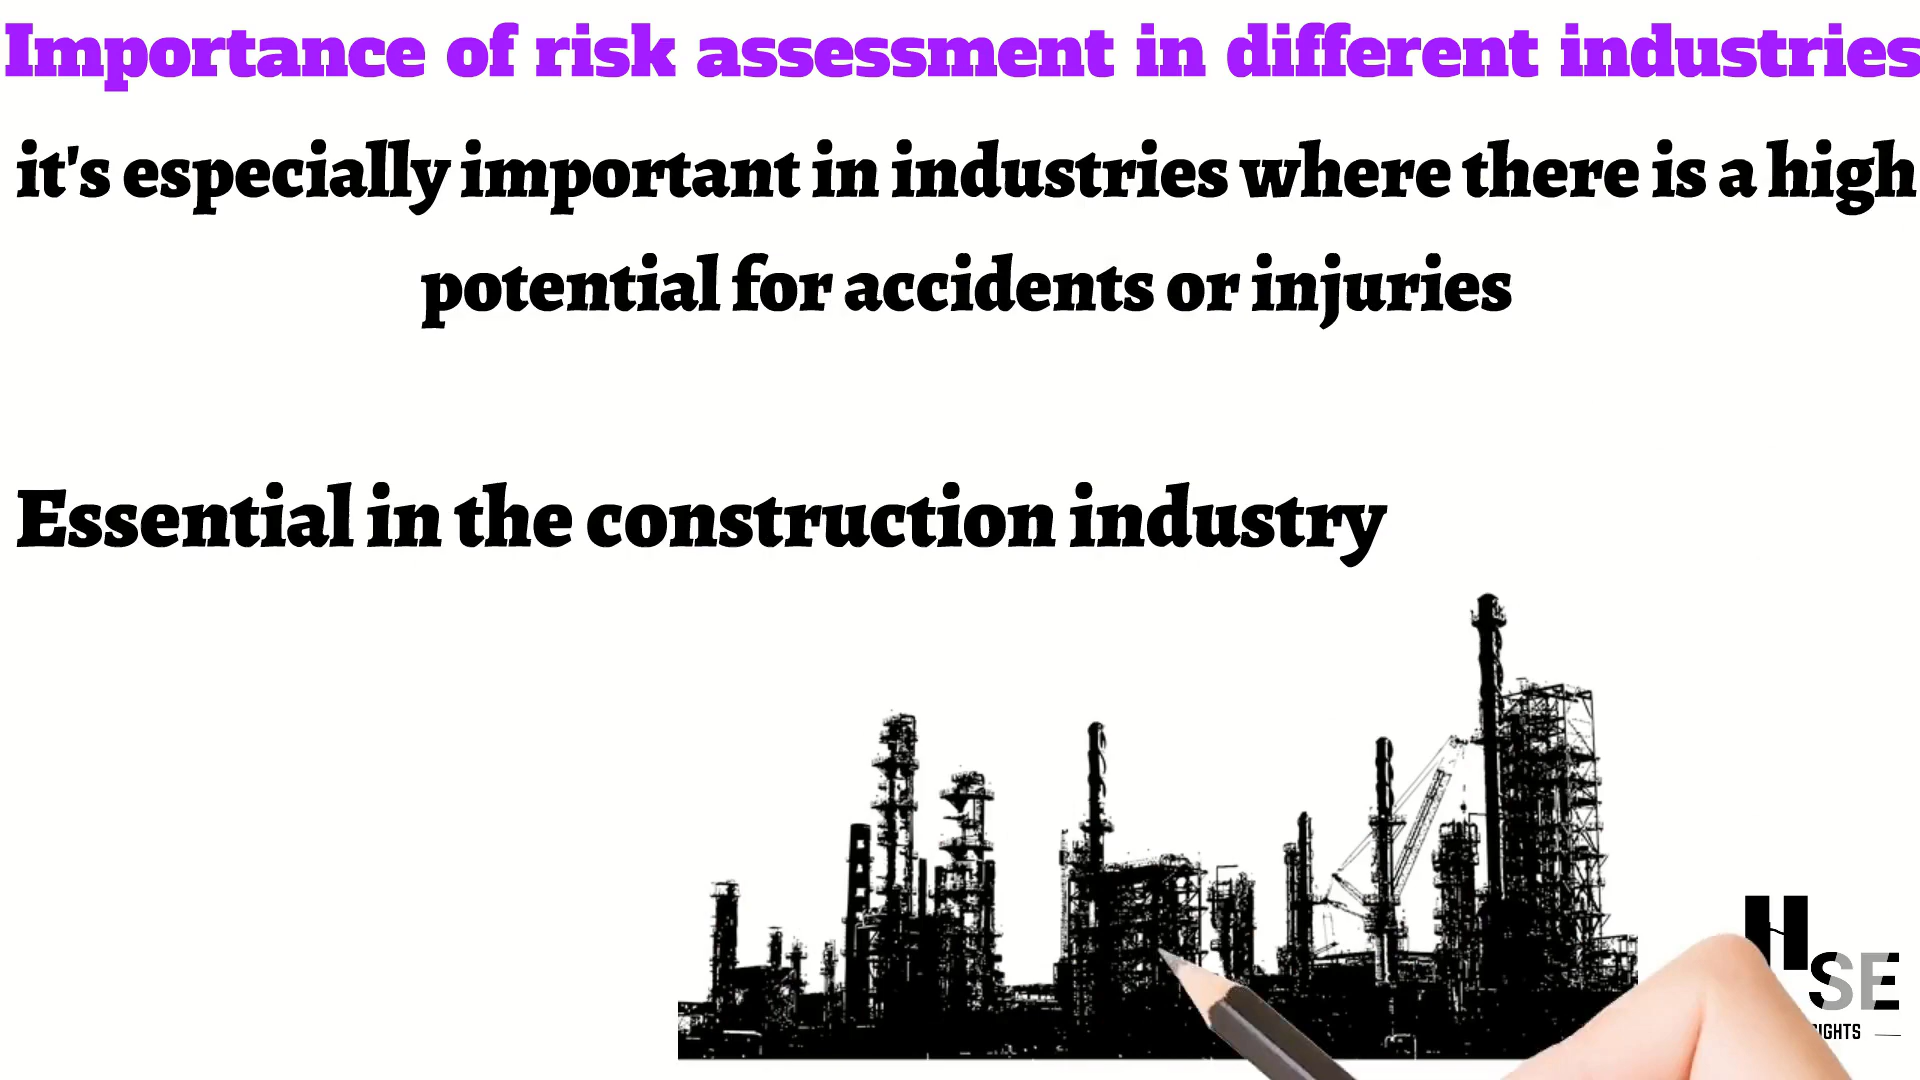 Importance of risk assessment in different industries
it's especially important in industries where there is a high
potential for accidents or injuries
Essential in the construction industry
HSE